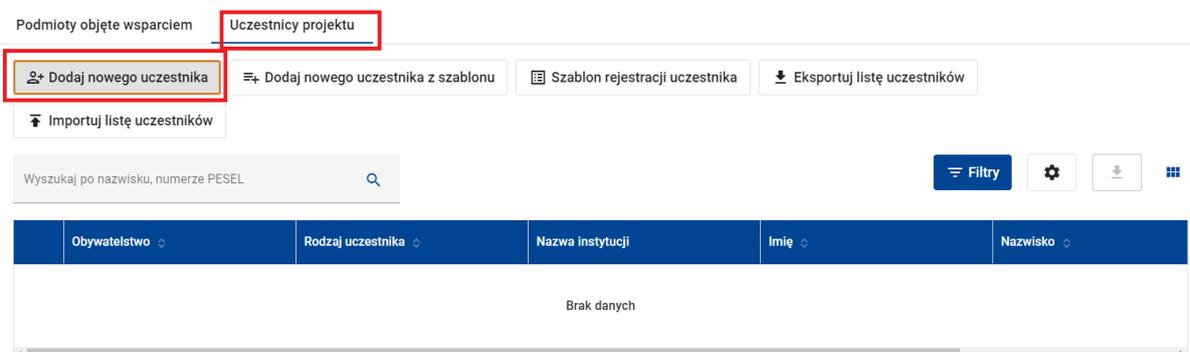 Podmioty objęte wsparciem Uczestnicy projektu
Dodaj nowego uczestnika Dodaj nowego uczestnika z szablonu Szablon rejestracji uczestnika Eksportuj listę uczestników
Importuj listę uczestników
Wyszukaj po nazwisku, numerze PESEL Filtry
Obywatelstwo Rodzaj uczestnika Nazwa instytucji Imię Nazwisko
Brak danych